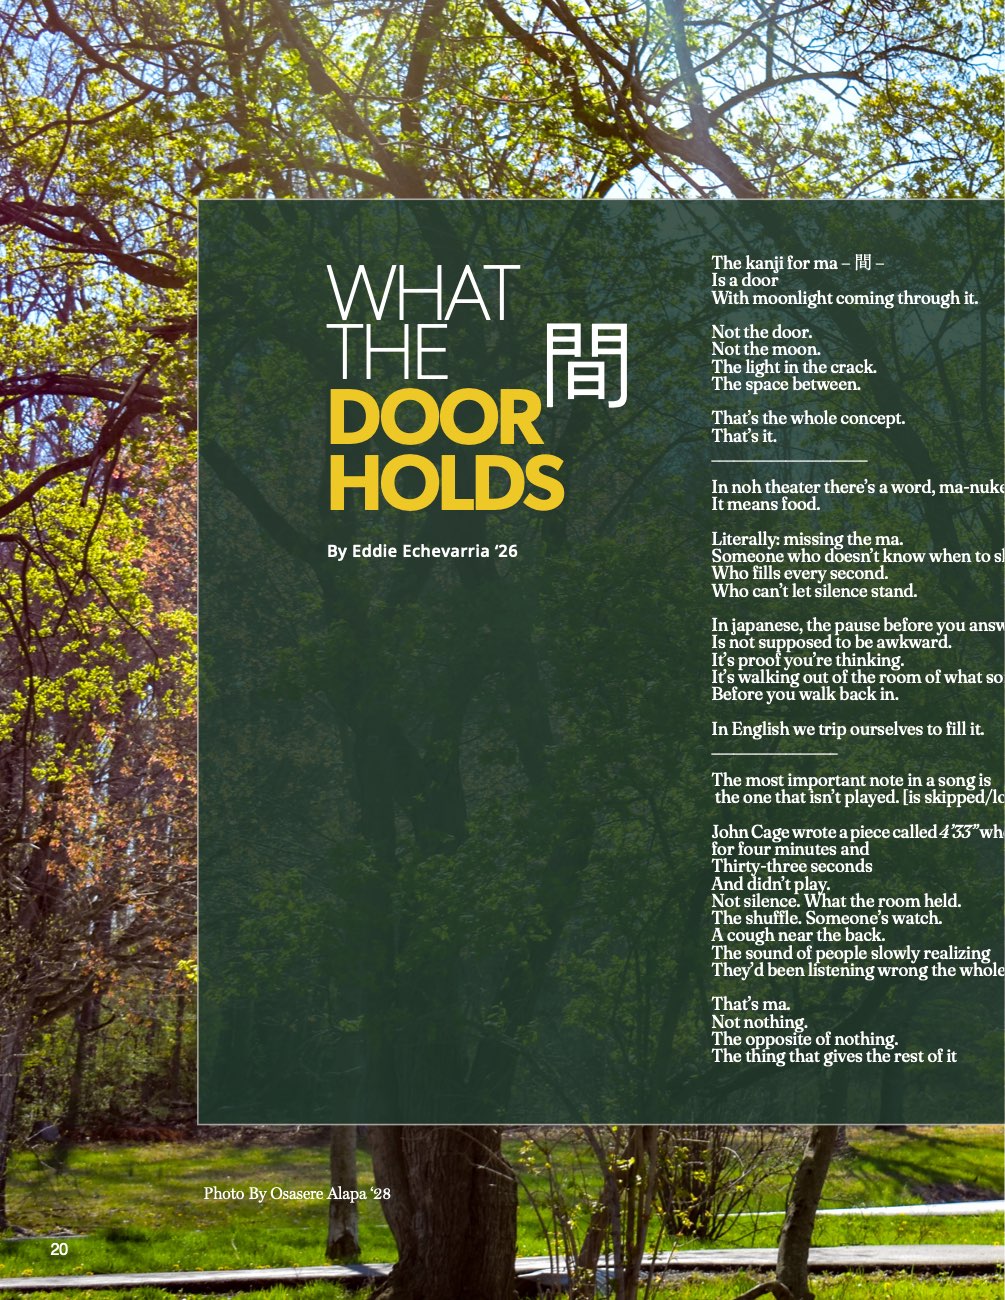 WHAT
THE
DOOR
HOLDS
間
By Eddie Echevarria ‘26
The kanji for ma – 間 –
Is a door
With moonlight coming through it.
Not the door.
Not the moon.
The light in the crack.
The space between.
That’s the whole concept.
That’s it.
In noh theater there’s a word, ma-nuke
It means food.
Literally: missing the ma.
Someone who doesn’t know when to
Who fills every second.
Who can’t let silence stand.
In japanese, the pause before you
Is not supposed to be awkward.
It’s proof you’re thinking.
It’s walking out of the room of what
Before you walk back in.
In English we trip ourselves to fill it.
The most important note in a song is
the one that isn’t played. [is
John Cage wrote a piece called 4’33”
for four minutes and
Thirty-three seconds
And didn’t play.
Not silence. What the room held.
The shuffle. Someone’s watch.
A cough near the back.
The sound of people slowly realizing
They’d been listening wrong the whole
That’s ma.
Not nothing.
The opposite of nothing.
The thing that gives the rest of it
Photo By Osasere Alapa ‘28
20